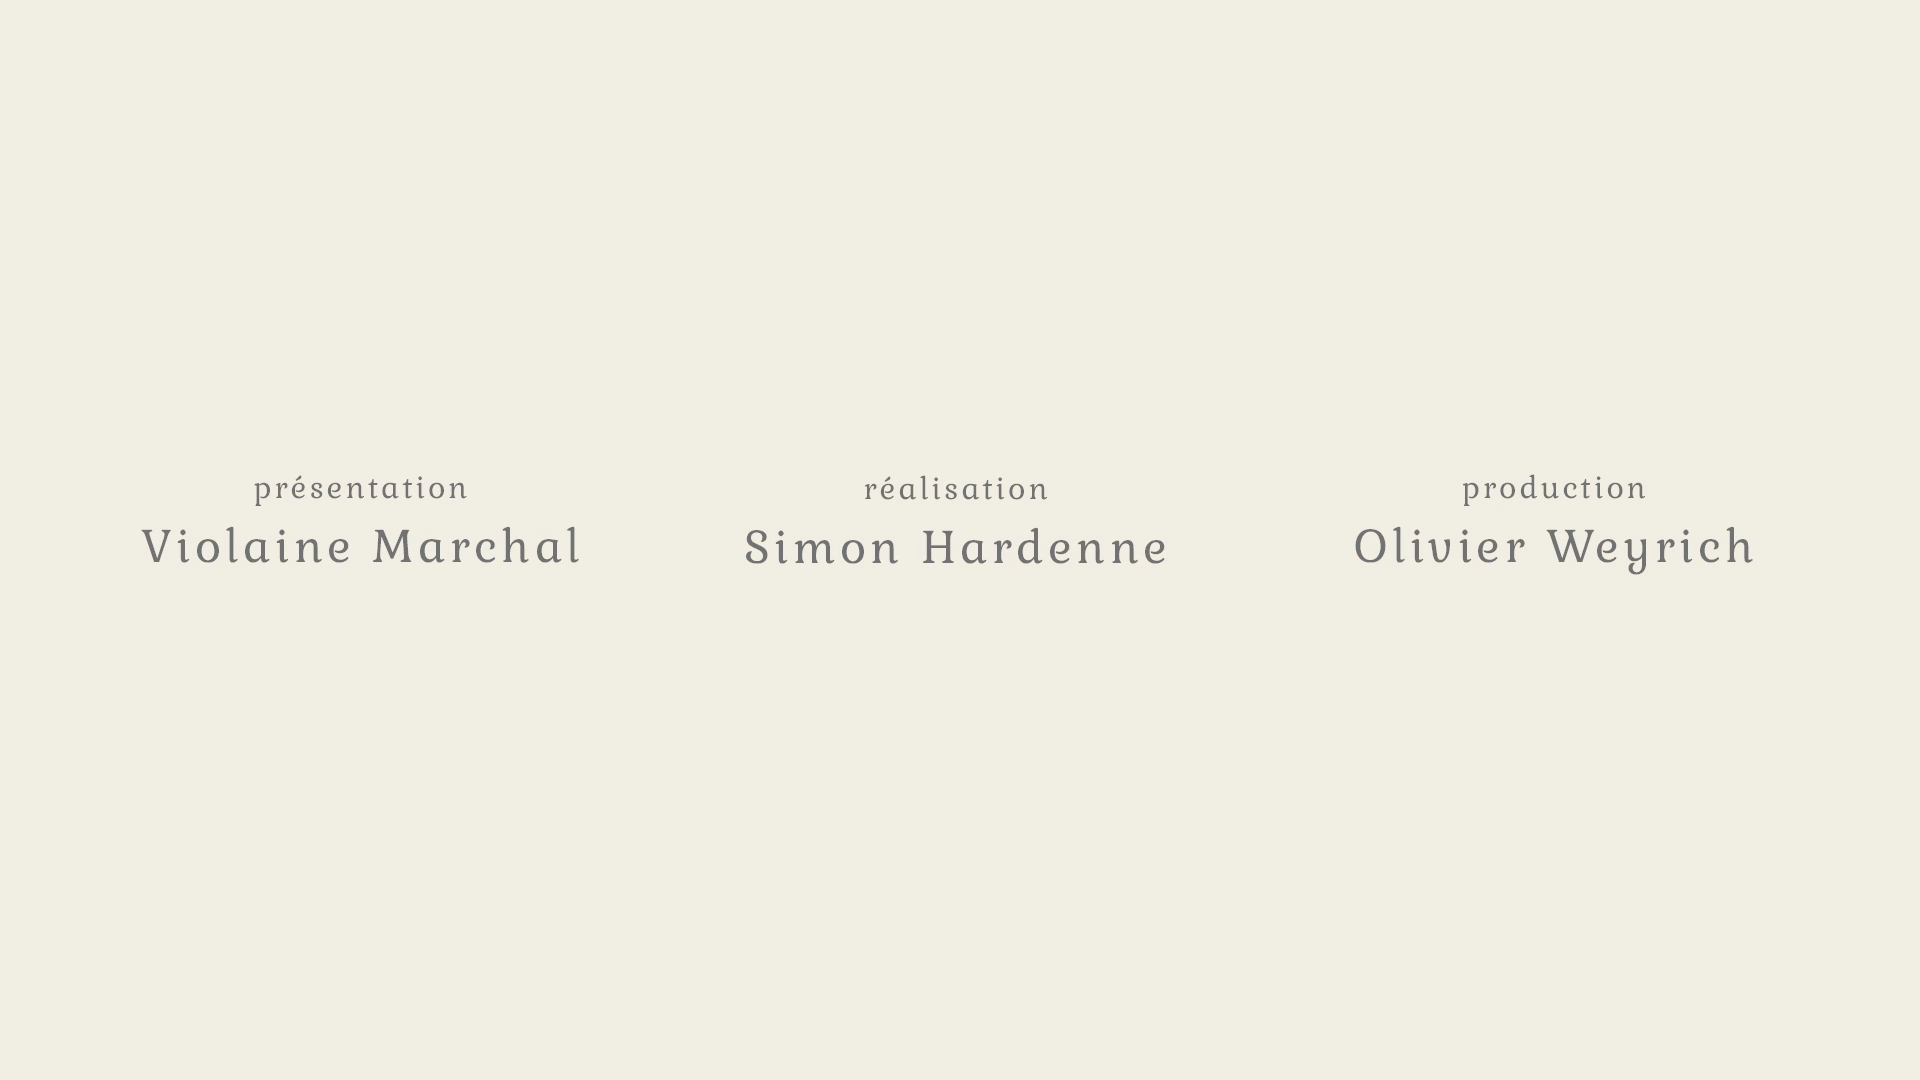 présentation
Violaine Marchal
réalisation
Simon Hardenne
production
Olivier Weyrich